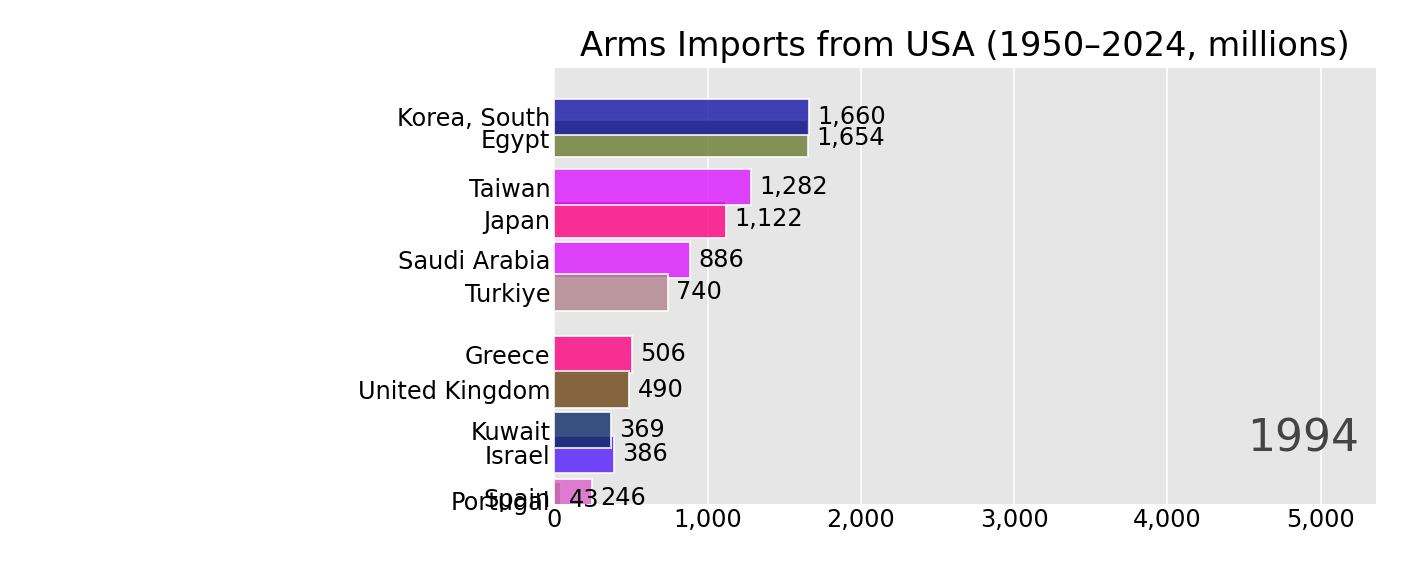 Arms Imports from USA (1950–2024, millions)
Korea, South 1,660
Egypt 1,654
Taiwan 1,282
Japan 1,122
Saudi Arabia 886
Turkiye 740
Greece 506
United Kingdom 490
Kuwait 369
Israel 386
1994
Spain 246
Portugal 43
0 1,000 2,000 3,000 4,000 5,000